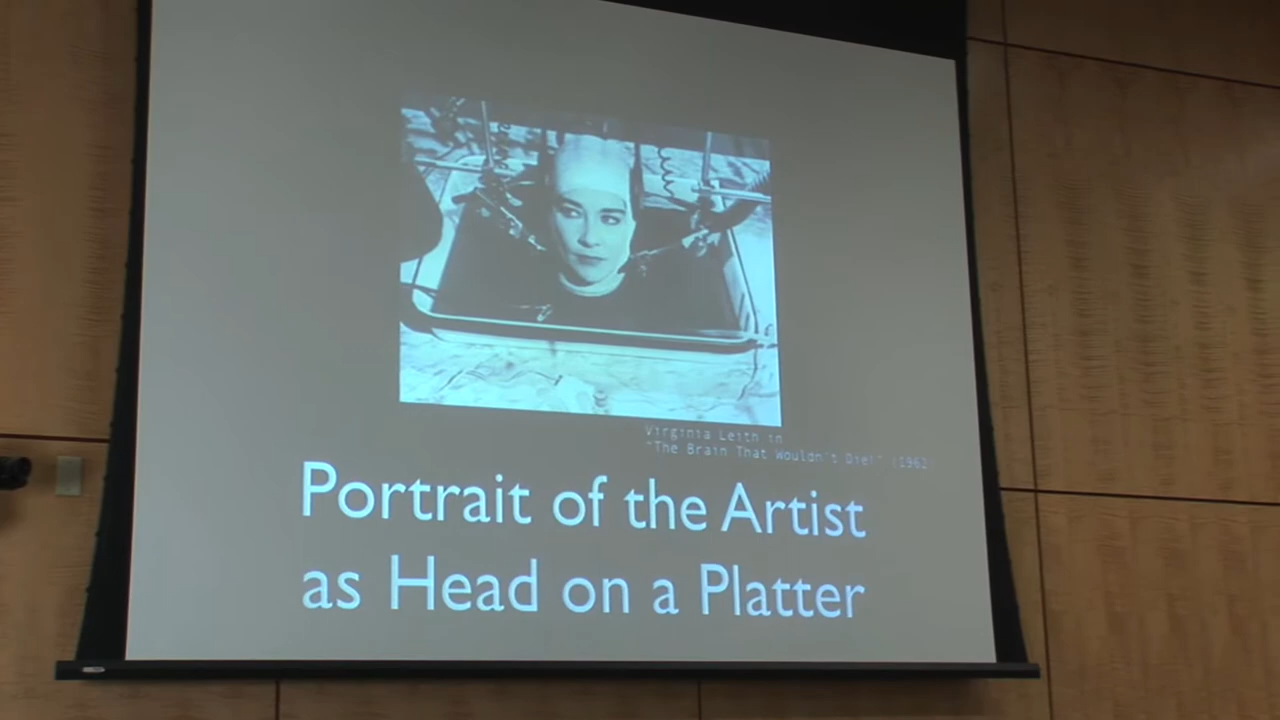 Virginia Leith in
"The Brain That Wouldn't Die!" (1962
Portrait of the Artist
as Head on a Platter